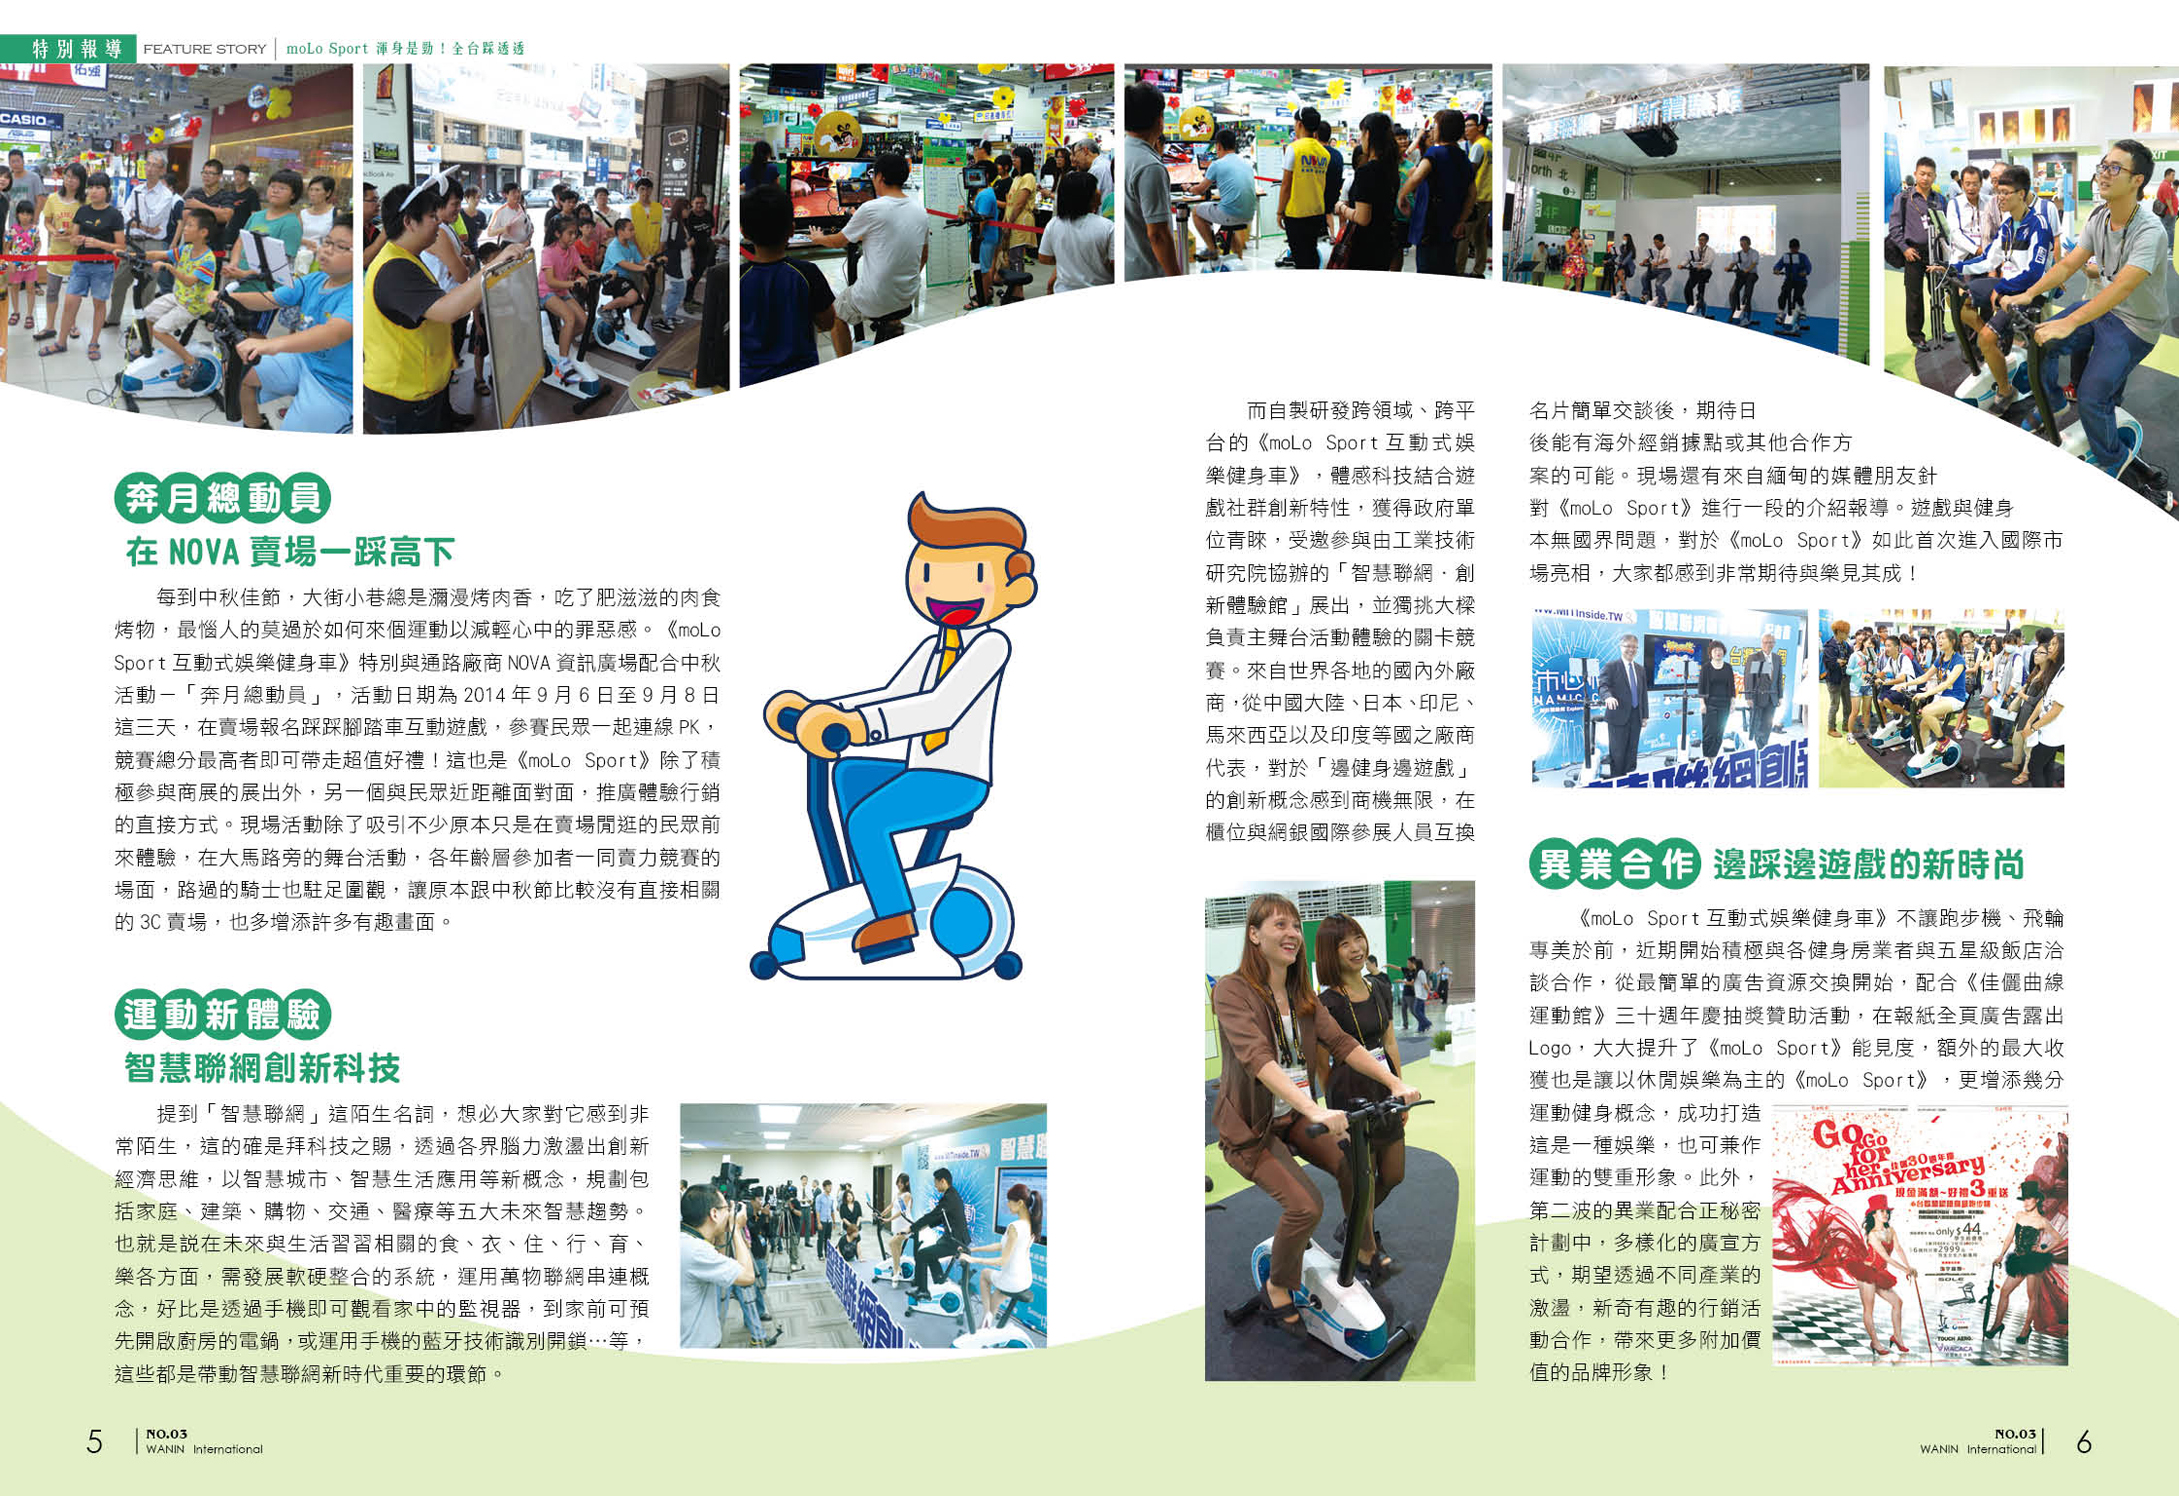 特別報導
FEATURE STORY
moLo Sport 渾身是勁！全台踩透透
奔月總動員
在 NOVA 賣場一踩高下
每到中秋佳節，大街小巷總是瀰漫烤肉香，吃了肥滋滋的肉食
烤物，最惱人的莫過於如何來個運動以減輕心中的罪惡感。《moLo
Sport 互動式娛樂健身車》特別與通路廠商 NOVA 資訊廣場配合中秋
活動－「奔月總動員」，活動日期為 2014 年 9 月 6 日至 9 月 8 日
這三天，在賣場報名踩踩腳踏車互動遊戲，參賽民眾一起連線 PK，
競賽總分最高者即可帶走超值好禮！這也是《moLo Sport》除了積
極參與商展的展出外，另一個與民眾近距離面對面，推廣體驗行銷
的直接方式。現場活動除了吸引不少原本只是在賣場閒逛的民眾前
來體驗，在大馬路旁的舞台活動，各年齡層參加者一同賣力競賽的
場面，路過的騎士也駐足圍觀，讓原本跟中秋節比較沒有直接相關
的 3C 賣場，也多增添許多有趣畫面。
運動新體驗
智慧聯網創新科技
提到「智慧聯網」這陌生名詞，想必大家對它感到非
常陌生，這的確是拜科技之賜，透過各界腦力激盪出創新
經濟思維，以智慧城市、智慧生活應用等新概念，規劃包
括家庭、建築、購物、交通、醫療等五大未來智慧趨勢。
也就是說在未來與生活習習相關的食、衣、住、行、育、
樂各方面，需發展軟硬整合的系統，運用萬物聯網串連概
念，好比是透過手機即可觀看家中的監視器，到家前可預
先開啟廚房的電鍋，或運用手機的藍牙技術識別開鎖…等，
這些都是帶動智慧聯網新時代重要的環節。
而自製研發跨領域、跨平
台的《moLo Sport 互動式娛
樂健身車》，體感科技結合遊
戲社群創新特性，獲得政府單
位青睞，受邀參與由工業技術
研究院協辦的「智慧聯網．創
新體驗館」展出，並獨挑大樑
負責主舞台活動體驗的關卡競
賽。來自世界各地的國內外廠
商，從中國大陸、日本、印尼、
馬來西亞以及印度等國之廠商
代表，對於「邊健身邊遊戲」
的創新概念感到商機無限，在
櫃位與網銀國際參展人員互換
名片簡單交談後，期待日
後能有海外經銷據點或其他合作方
案的可能。現場還有來自緬甸的媒體朋友針
對《moLo Sport》進行一段的介紹報導。遊戲與健身
本無國界問題，對於《moLo Sport》如此首次進入國際市
場亮相，大家都感到非常期待與樂見其成！
異業合作 邊踩邊遊戲的新時尚
《moLo Sport 互動式娛樂健身車》不讓跑步機、飛輪
專美於前，近期開始積極與各健身房業者與五星級飯店洽
談合作，從最簡單的廣告資源交換開始，配合《佳儷曲線
運動館》三十週年慶抽獎贊助活動，在報紙全頁廣告露出
Logo，大大提升了《moLo Sport》能見度，額外的最大收
獲也是讓以休閒娛樂為主的《moLo Sport》，更增添幾分
運動健身概念，成功打造
這是一種娛樂，也可兼作
運動的雙重形象。此外，
第二波的異業配合正秘密
計劃中，多樣化的廣宣方
式，期望透過不同產業的
激盪，新奇有趣的行銷活
動合作，帶來更多附加價
值的品牌形象！
Go Go
for
her
佳儷30週年慶
Anniversary
現金滿額~好禮3重送
only $44
2999
SOLE
TOUCH AERO
MACACA
CASIO
NOVA
4F
www.MiTinside.TW
智慧聯網
5
NO.03
WANIN International
NO.03
WANIN International
6